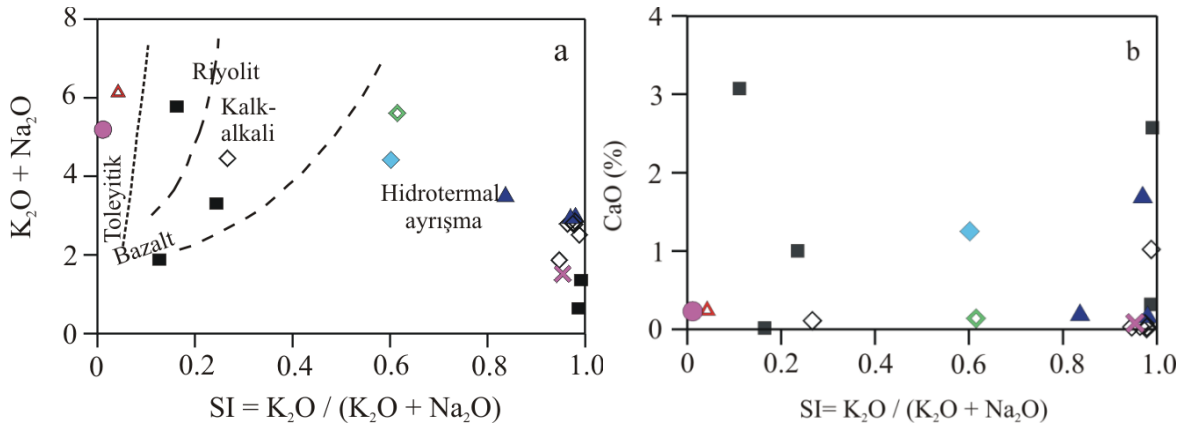 a
K₂O + Na₂O
8
6
4
2
0
Riyolit
Kalk-
alkali
Toleyitik
Bazalt
Hidrotermal
ayrışma
0
0.2
0.4
0.6
0.8
1.0
SI = K₂O / (K₂O + Na₂O)
b
CaO (%)
4
3
2
1
0
0
0.2
0.4
0.6
0.8
1.0
SI= K₂O / (K₂O + Na₂O)